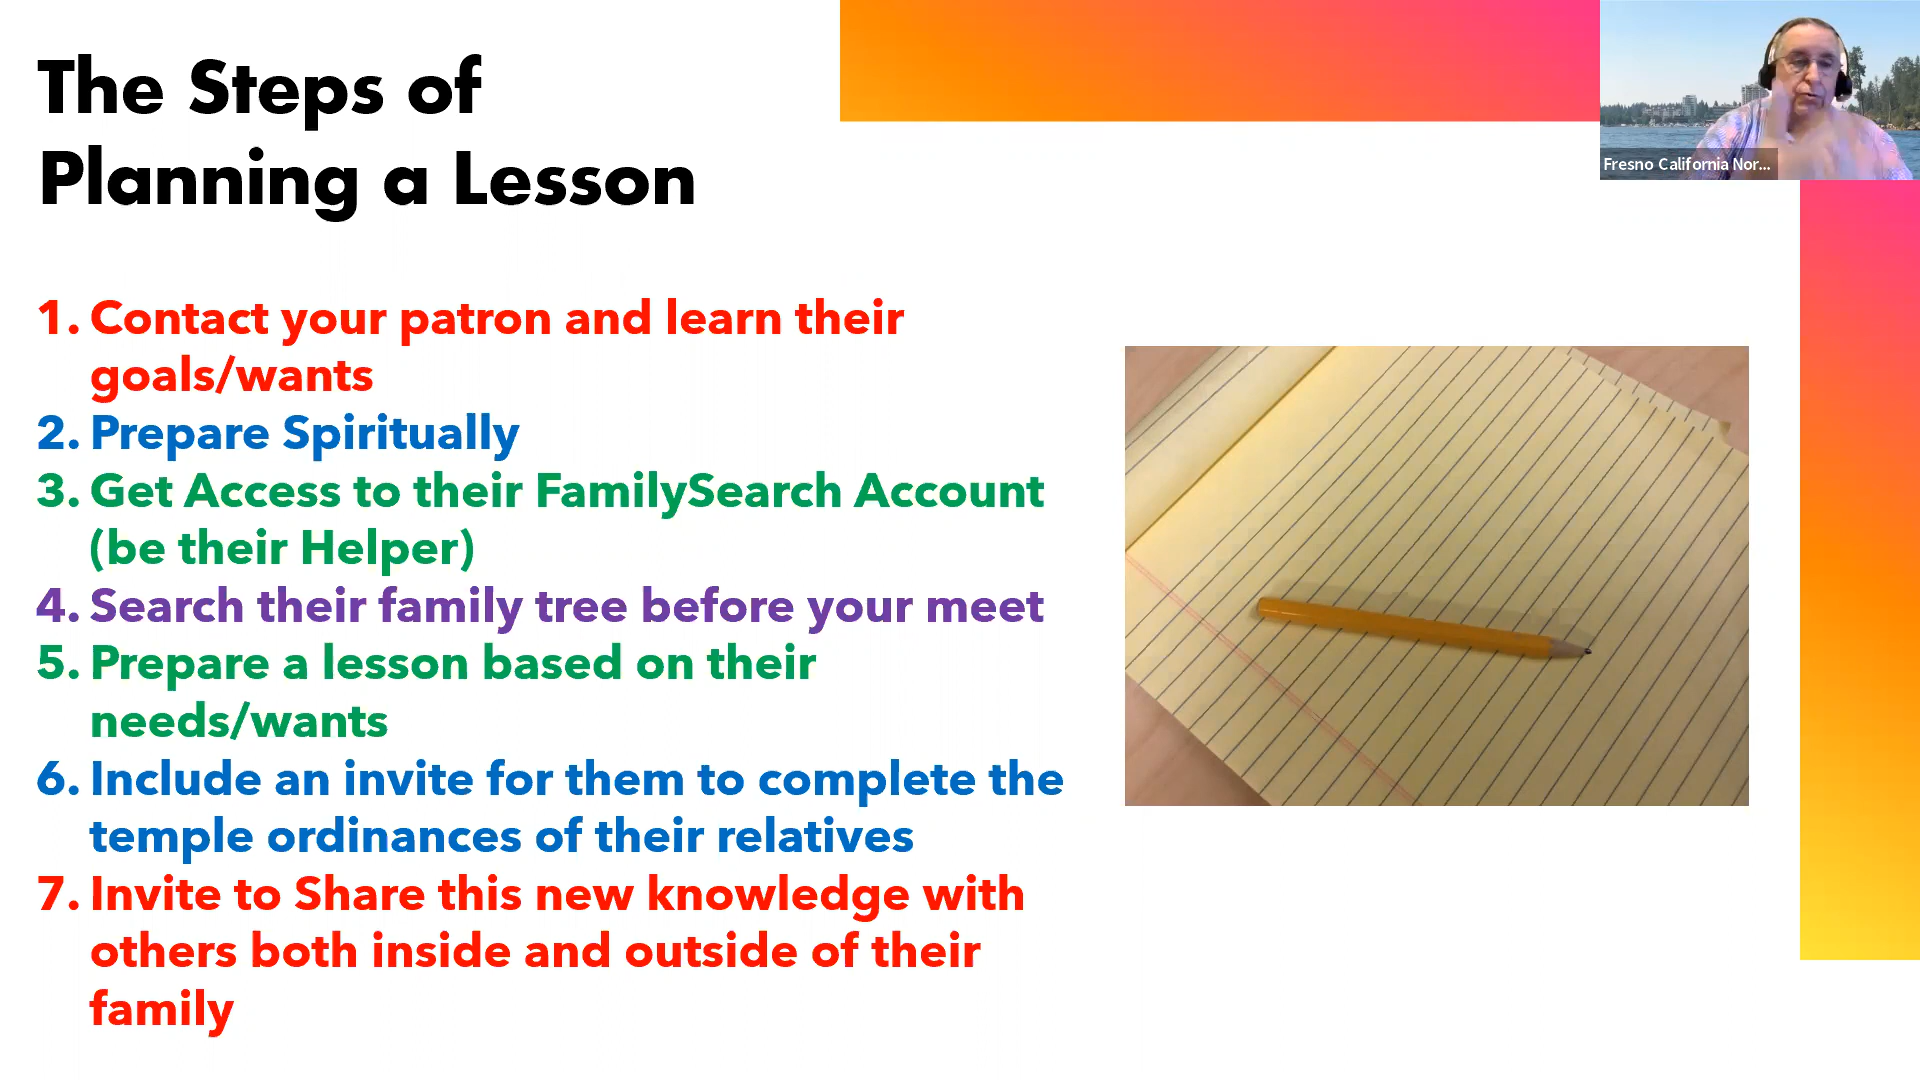 The Steps of
Planning a Lesson
Fresno California Nor...
1. Contact your patron and learn their
goals/wants
2. Prepare Spiritually
3. Get Access to their FamilySearch Account
(be their Helper)
4. Search their family tree before your meet
5. Prepare a lesson based on their
needs/wants
6. Include an invite for them to complete the
temple ordinances of their relatives
7. Invite to Share this new knowledge with
others both inside and outside of their
family